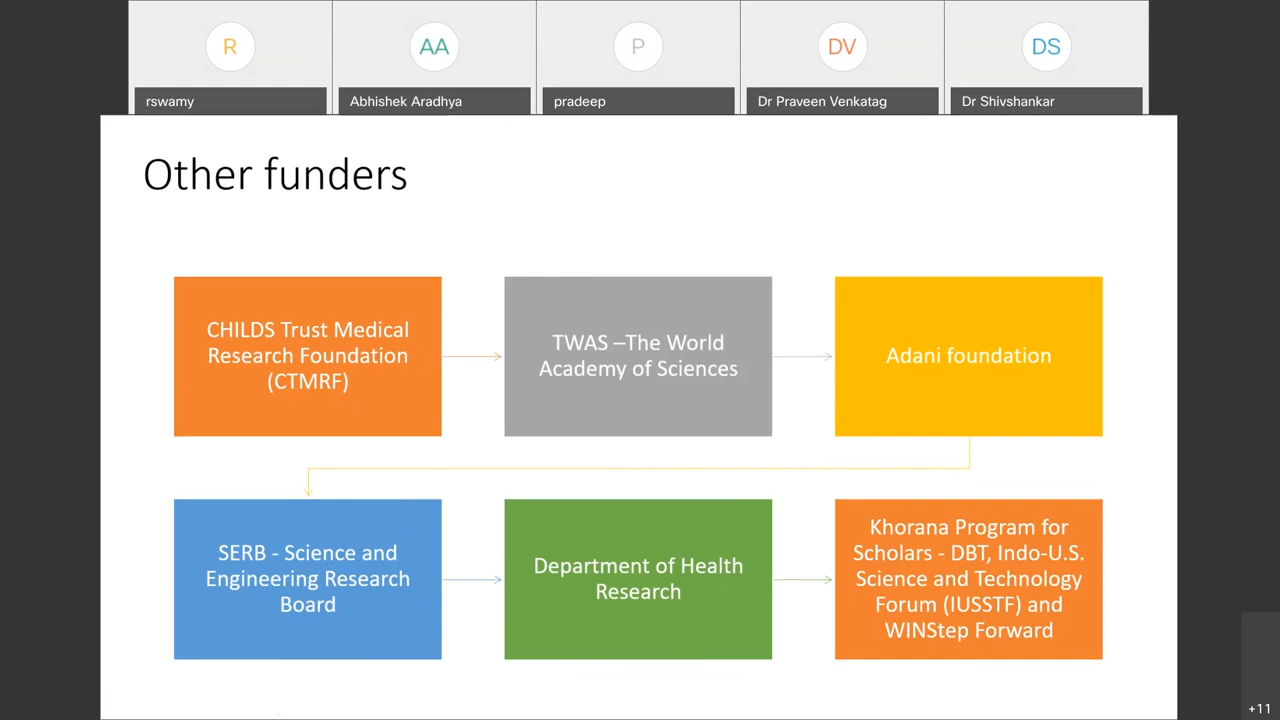 R
AA
P
DV
DS
rswamy
Abhishek Aradhya
pradeep
Dr Praveen Venkatag
Dr Shivshankar
Other funders
CHILDS Trust Medical
Research Foundation
(CTMRF)
TWAS –The World
Academy of Sciences
Adani foundation
SERB - Science and
Engineering Research
Board
Department of Health
Research
Khorana Program for
Scholars - DBT, Indo-U.S.
Science and Technology
Forum (IUSSTF) and
WINStep Forward
+11